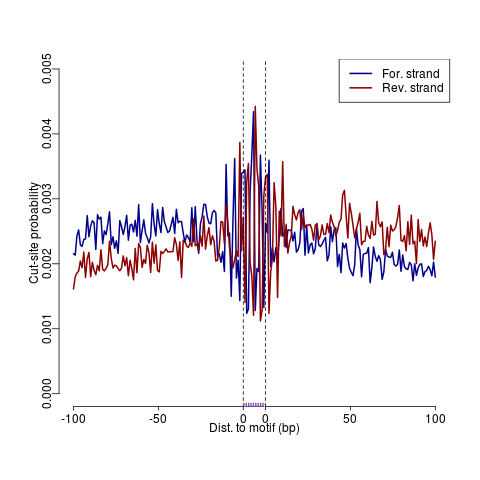 For. strand
Rev. strand
Cut-site probability
0.005
0.004
0.003
0.002
0.001
0.000
-100 -50 0 0 50 100
Dist. to motif (bp)